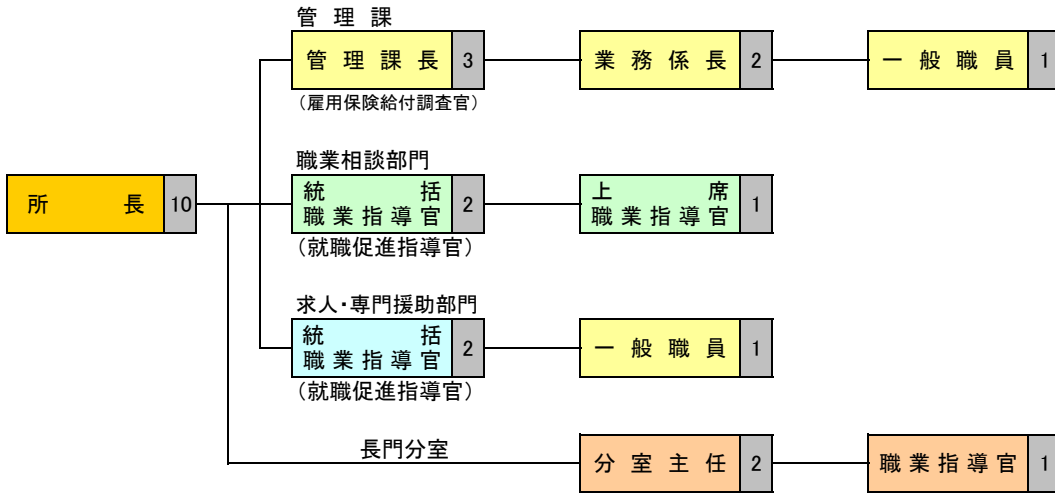 管理課
管理課長 3
業務係長 2
一般職員 1
（雇用保険給付調査官）
職業相談部門
所長 10
統括
職業指導官 2
上席
職業指導官 1
（就職促進指導官）
求人・専門援助部門
統括
職業指導官 2
一般職員 1
（就職促進指導官）
長門分室
分室主任 2
職業指導官 1